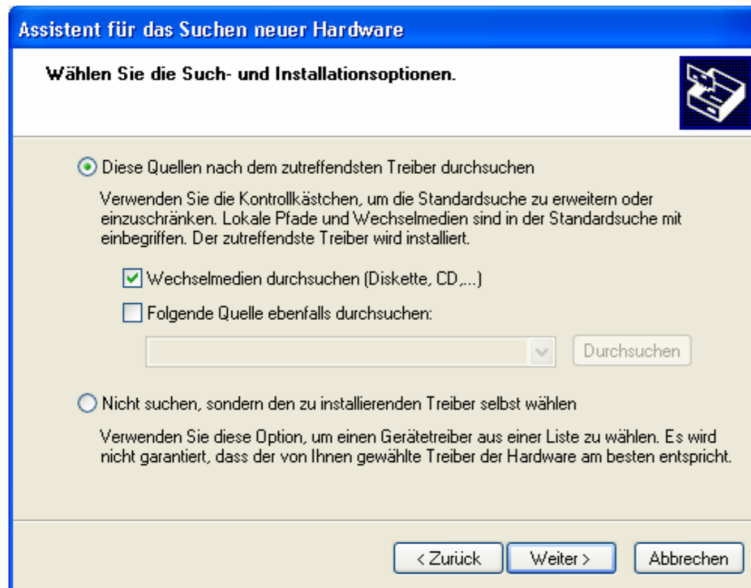 Assistent für das Suchen neuer Hardware
Wählen Sie die Such- und Installationsoptionen.
Diese Quellen nach dem zutreffendsten Treiber durchsuchen
Verwenden Sie die Kontrollkästchen, um die Standardsuche zu erweitern oder
einzuschränken. Lokale Pfade und Wechselmedien sind in der Standardsuche mit
einbegriffen. Der zutreffendste Treiber wird installiert.
Wechselmedien durchsuchen (Diskette, CD,...)
Folgende Quelle ebenfalls durchsuchen:
Durchsuchen
Nicht suchen, sondern den zu installierenden Treiber selbst wählen
Verwenden Sie diese Option, um einen Gerätetreiber aus einer Liste zu wählen. Es wird
nicht garantiert, dass der von Ihnen gewählte Treiber der Hardware am besten entspricht.
< Zurück Weiter > Abbrechen